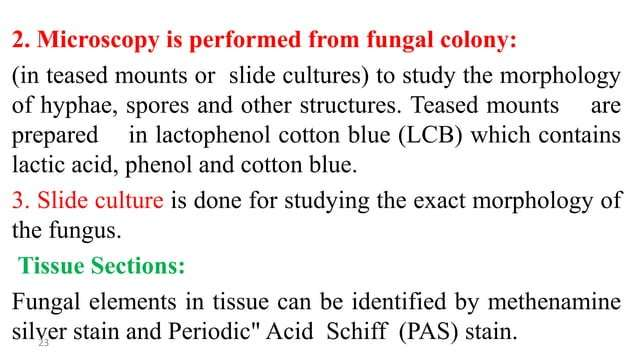 2. Microscopy is performed from fungal colony:
(in teased mounts or slide cultures) to study the morphology
of hyphae, spores and other structures. Teased mounts are
prepared in lactophenol cotton blue (LCB) which contains
lactic acid, phenol and cotton blue.
3. Slide culture is done for studying the exact morphology of
the fungus.
Tissue Sections:
Fungal elements in tissue can be identified by methenamine
silver stain and Periodic" Acid Schiff (PAS) stain.
23